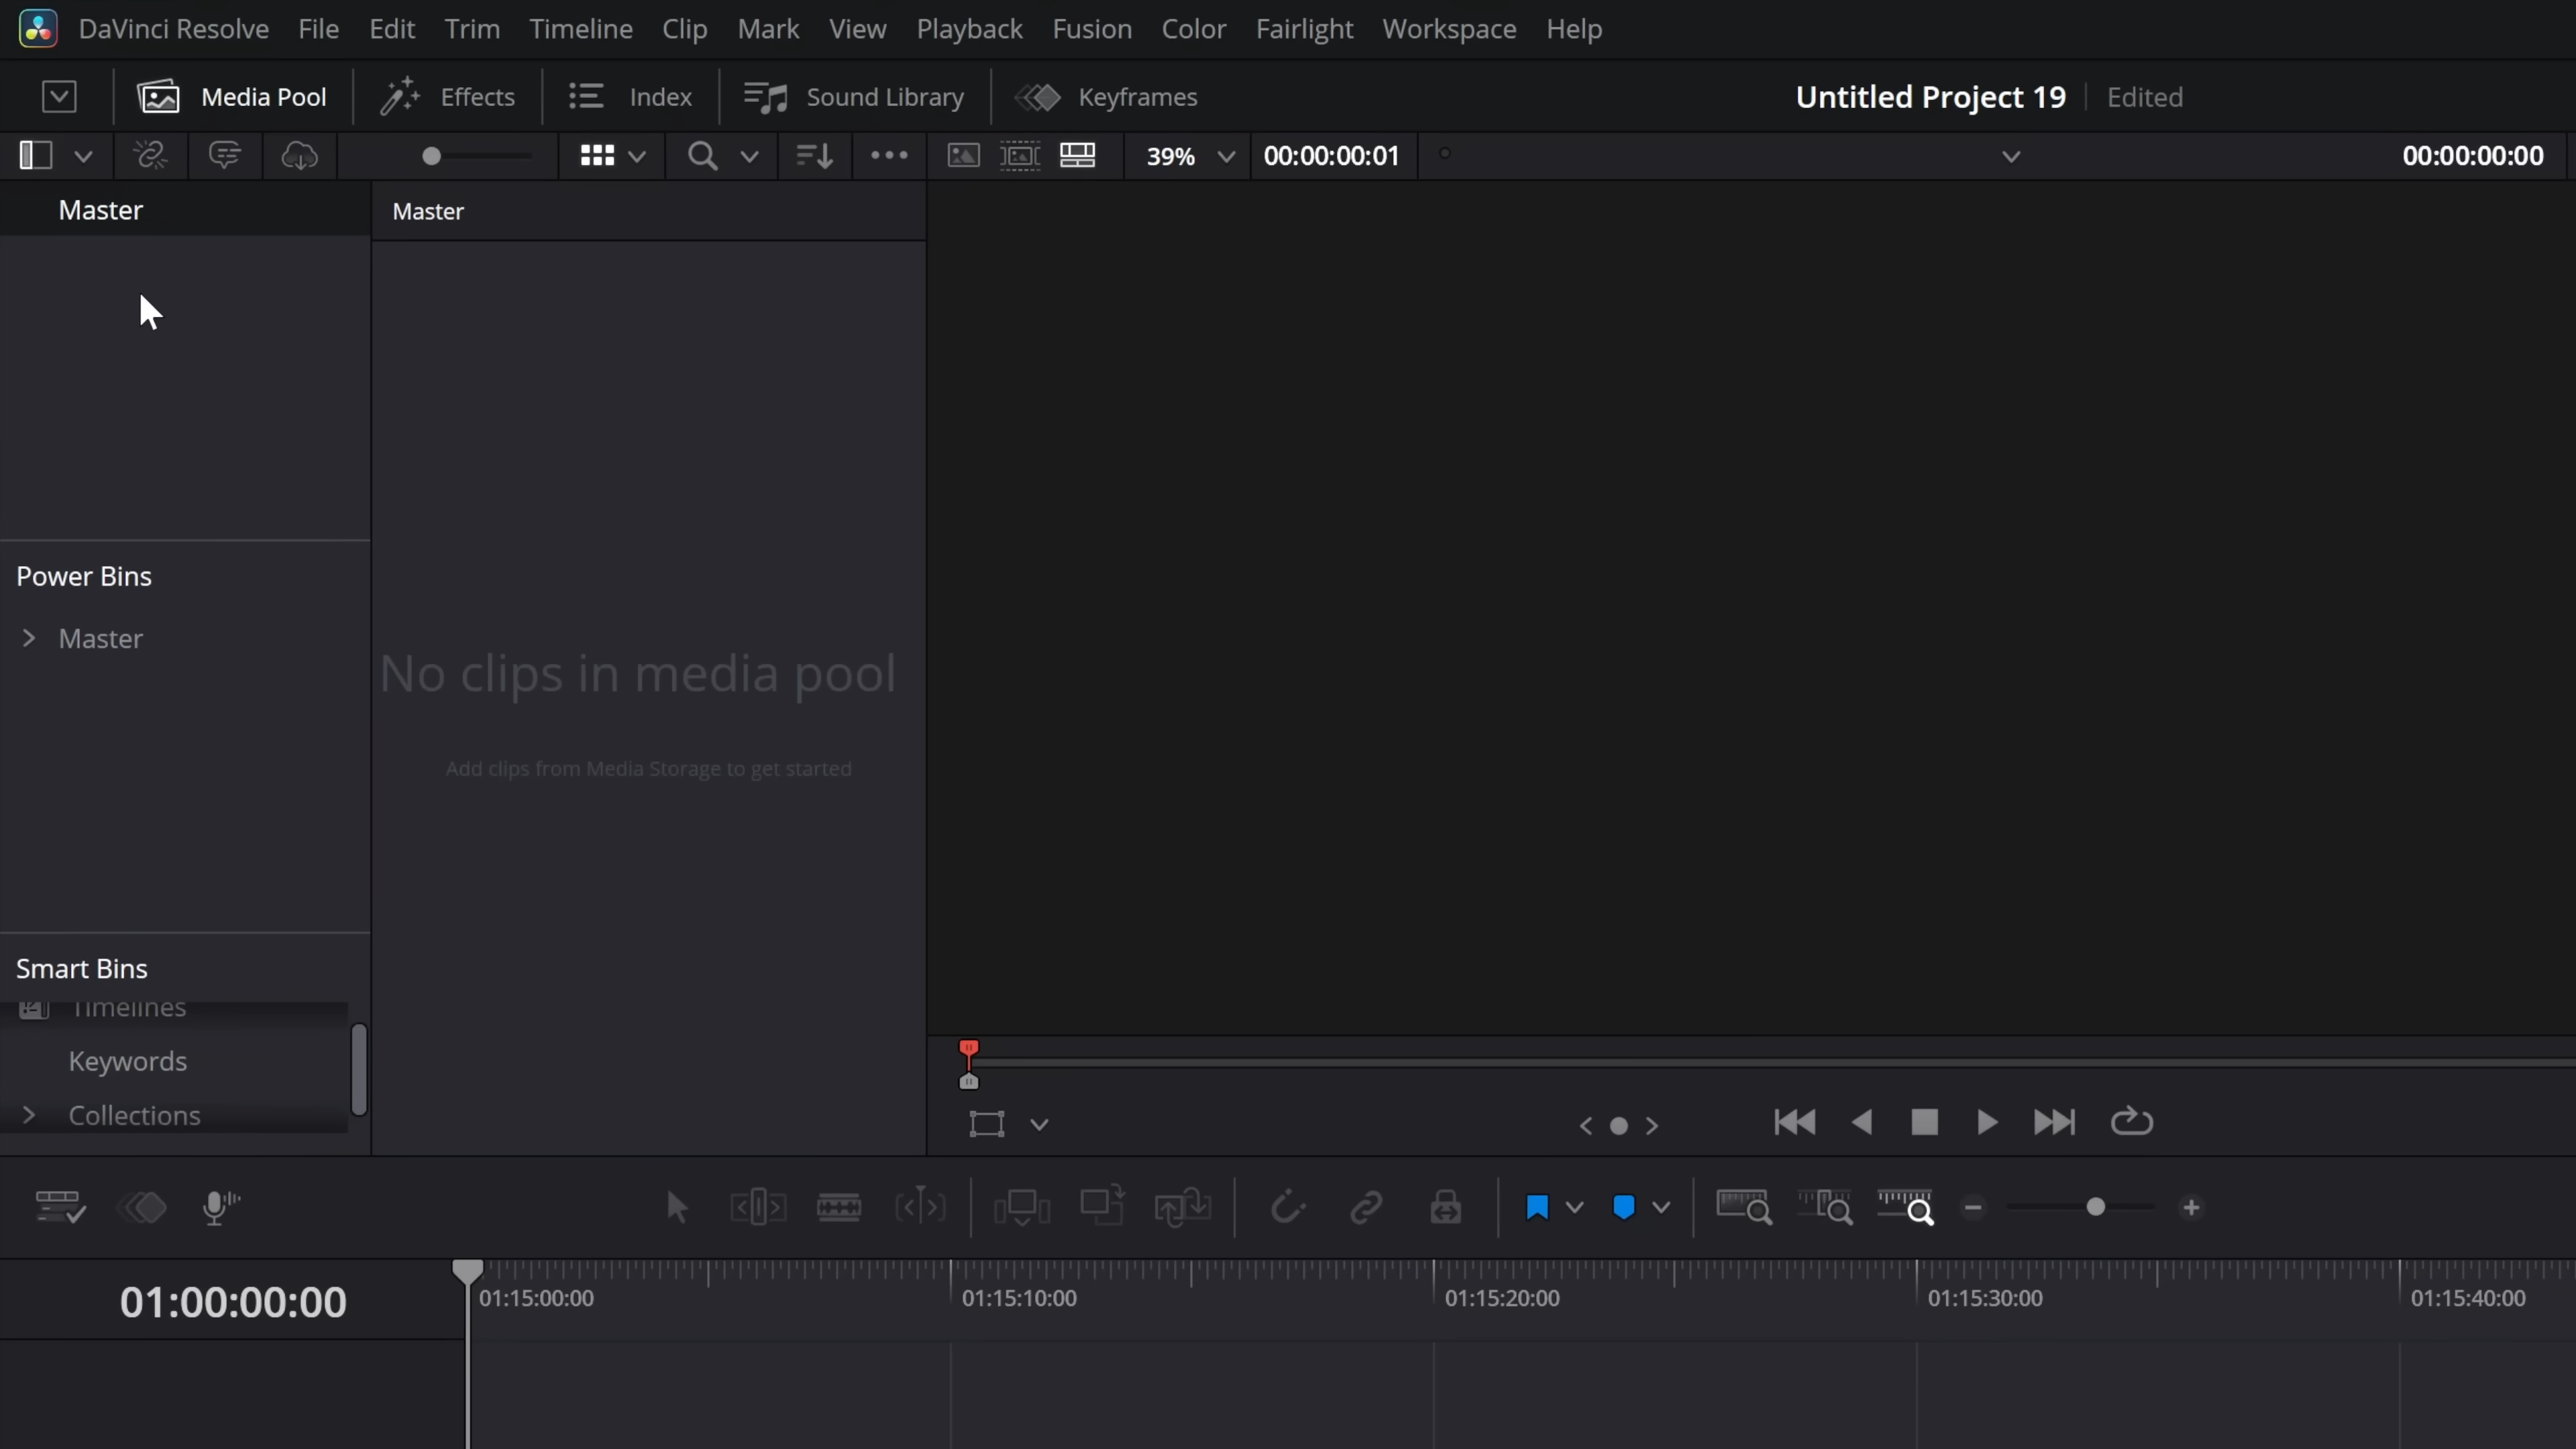 DaVinci Resolve File Edit Trim Timeline Clip Mark View Playback Fusion Color Fairlight Workspace Help
Media Pool Effects Index Sound Library Keyframes Untitled Project 19 Edited
39% 00:00:00:01 00:00:00:00
Master
Master
Power Bins
Master
No clips in media pool
Add clips from Media Storage to get started
Smart Bins
Timelines
Keywords
Collections
01:00:00:00
01:15:00:00 01:15:10:00 01:15:20:00 01:15:30:00 01:15:40:00